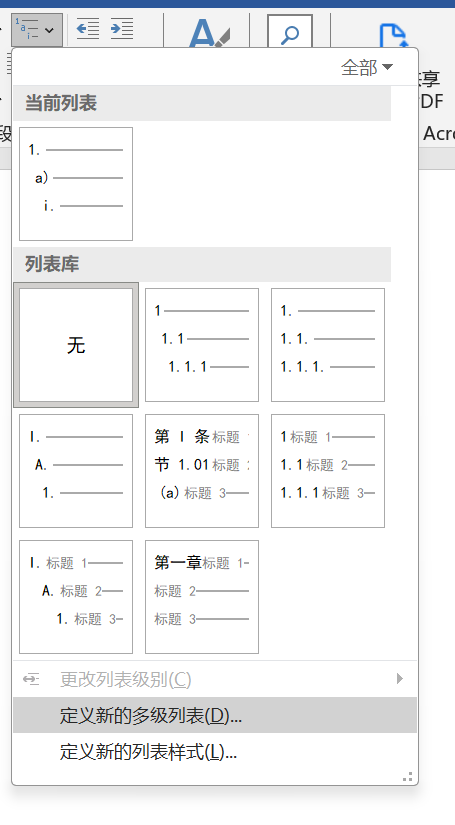 全部
享
DF
段
Acro
当前列表
1.
a)
i.
列表库
无
1
1.1
1.1.1
1.
1.1.
1.1.1.
I.
A.
1.
第 I 条标题
节 1.01标题
(a)标题 3
1标题 1
1.1标题 2
1.1.1标题 3
I.标题 1
A.标题 2
1.标题 3
第一章标题 1
标题 2
标题 3
更改列表级别(C)
定义新的多级列表(D)...
定义新的列表样式(L)...